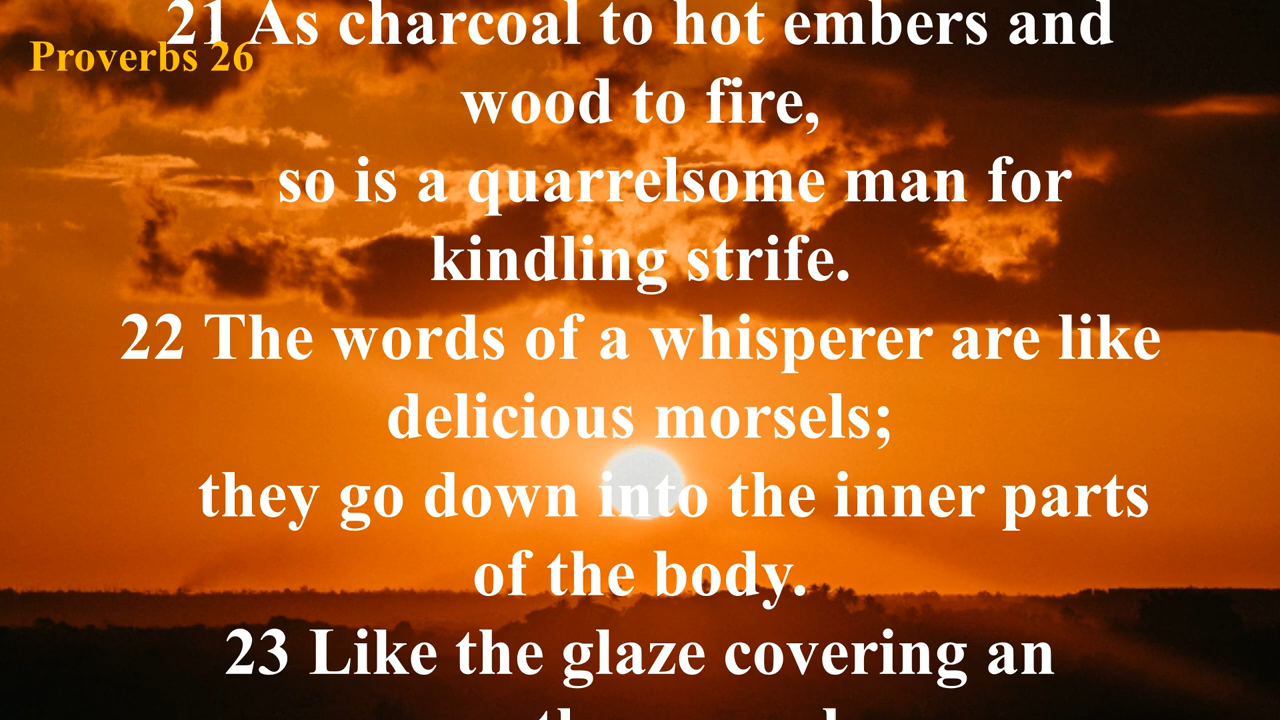 Proverbs 26
21 As charcoal to hot embers and
wood to fire,
so is a quarrelsome man for
kindling strife.
22 The words of a whisperer are like
delicious morsels;
they go down into the inner parts
of the body.
23 Like the glaze covering an